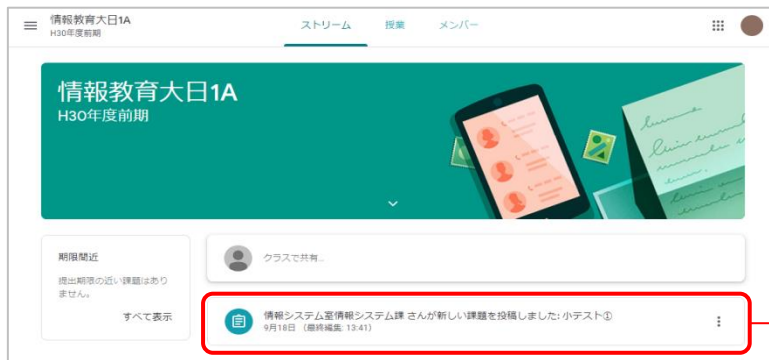 情報教育大日1A
H30年度前期
ストリーム 授業 メンバー
情報教育大日1A
H30年度前期
期限間近
提出期限の近い課題はあり
ません。
すべて表示
クラスで共有...
情報システム室情報システム課 さんが新しい課題を投稿しました: 小テスト①
9月18日 (最終編集: 13:41)